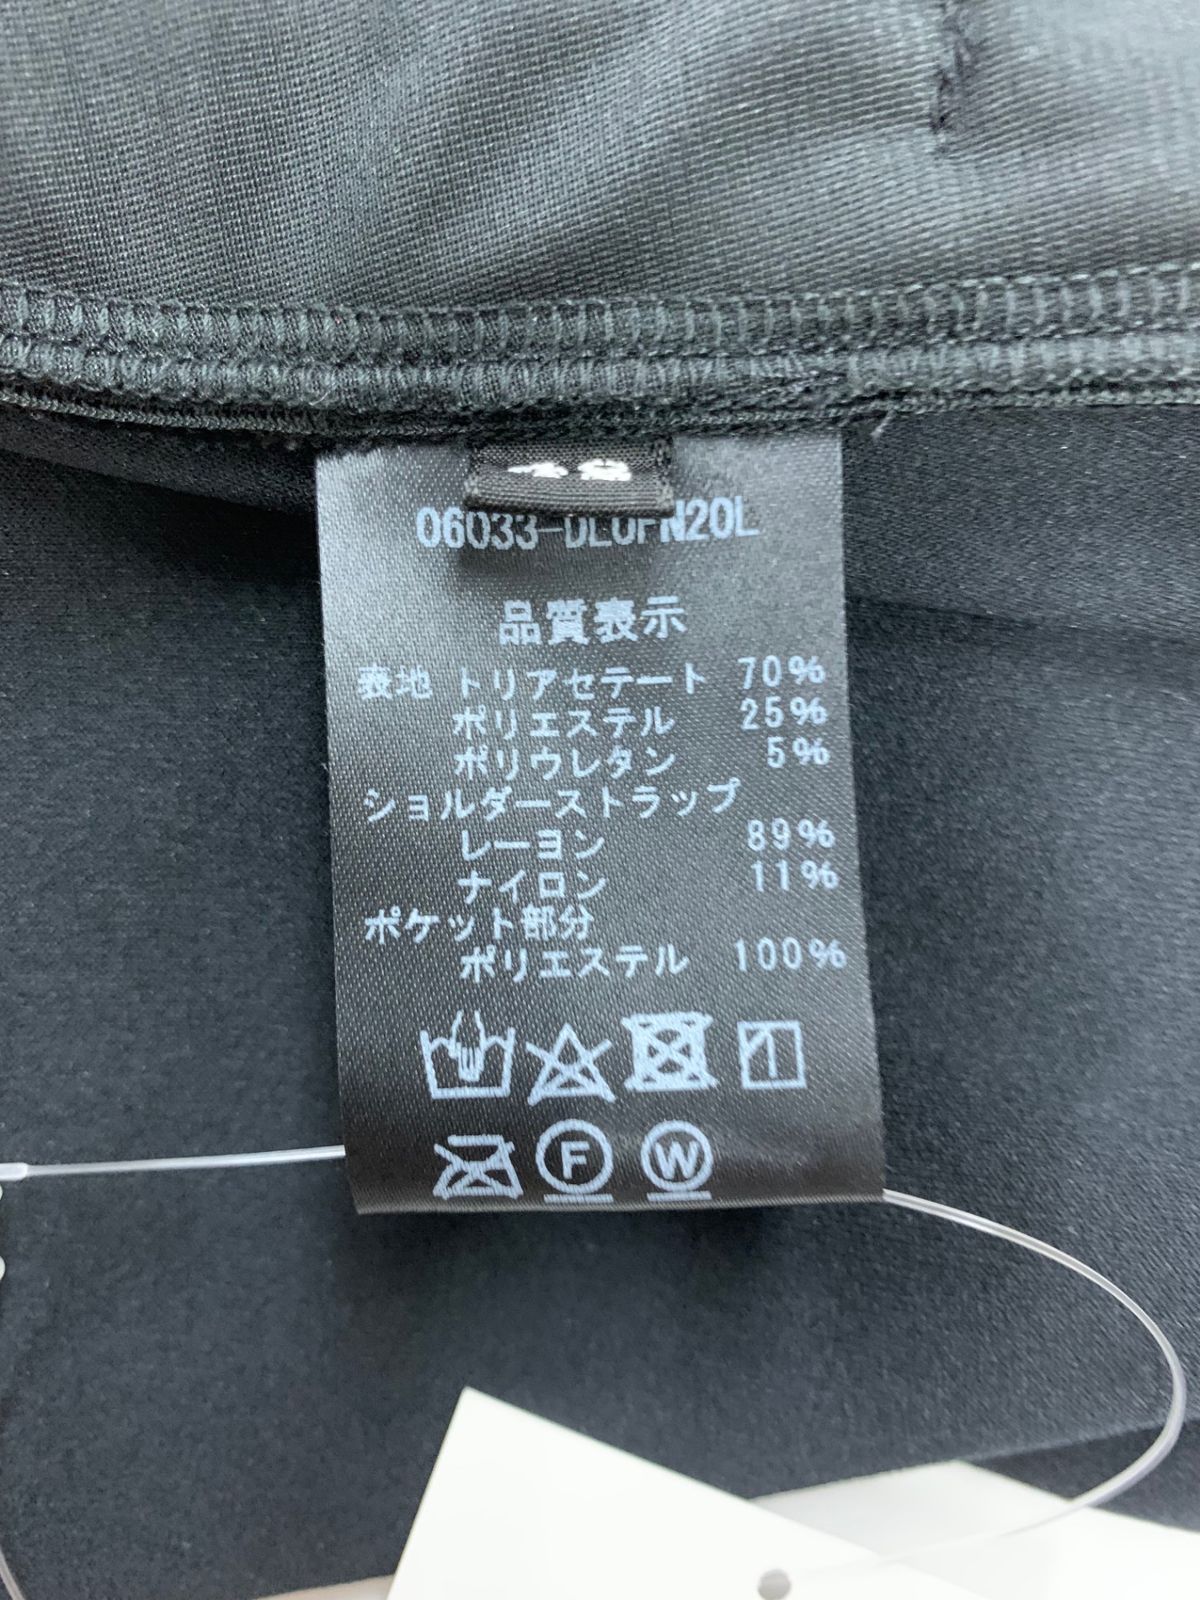 品質表示
表地 トリアセテート 70%
ポリエステル 25%
ポリウレタン 5%
ショルダーストラップ
レーヨン 89%
ナイロン 11%
ポケット部分
ポリエステル 100%
F W